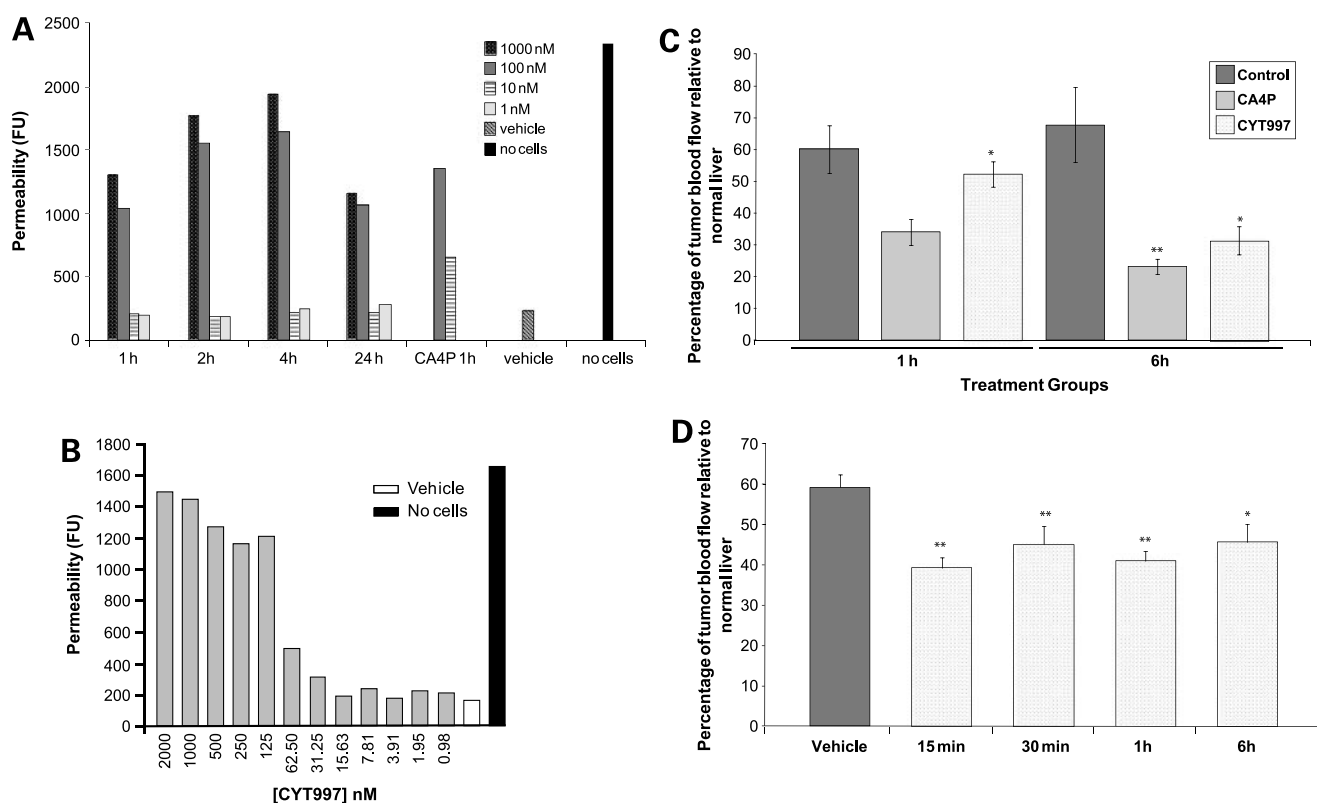 A
Permeability (FU)
2500
2000
1500
1000
500
0
1 h
2h
4h
24 h
CA4P 1h
vehicle
no cells
1000 nM
100 nM
10 nM
1 nM
vehicle
no cells
B
Permeability (FU)
1800
1600
1400
1200
1000
800
600
400
200
0
2000
1000
500
250
125
62.50
31.25
15.63
7.81
3.91
1.95
0.98
[CYT997] nM
Vehicle
No cells
C
Percentage of tumor blood flow relative to
normal liver
90
80
70
60
50
40
30
20
10
0
*
**
*
Control
CA4P
CYT997
1 h
6h
Treatment Groups
D
Percentage of tumor blood flow relative to
normal liver
70
60
50
40
30
20
10
0
**
**
**
*
Vehicle
15 min
30 min
1h
6h